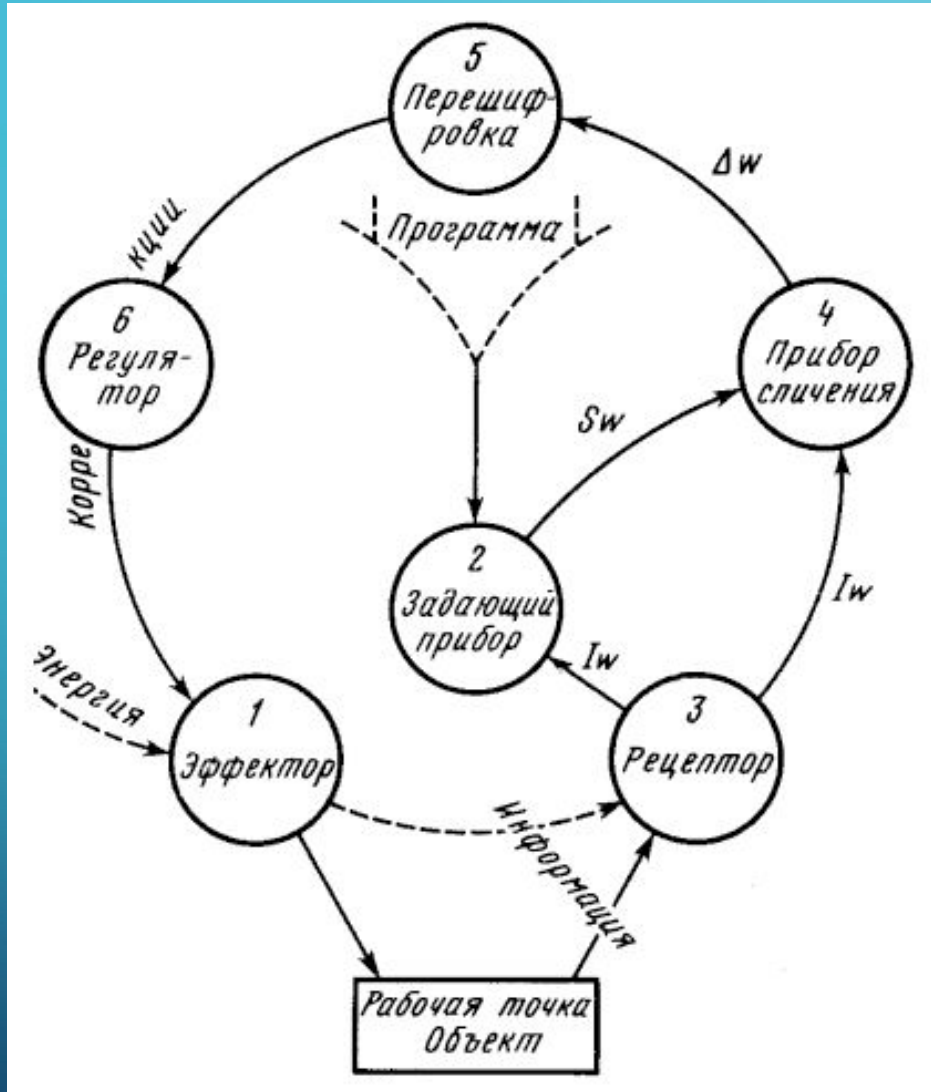 5
Перешиф-
ровка
Δw
Программа
кции.
6
Регуля-
тор
4
Прибор
сличения
Sw
Корре
2
Задающий
прибор
Iw
Iw
Энергия
1
Эффектор
3
Рецептор
Информация
Рабочая точка
Объект